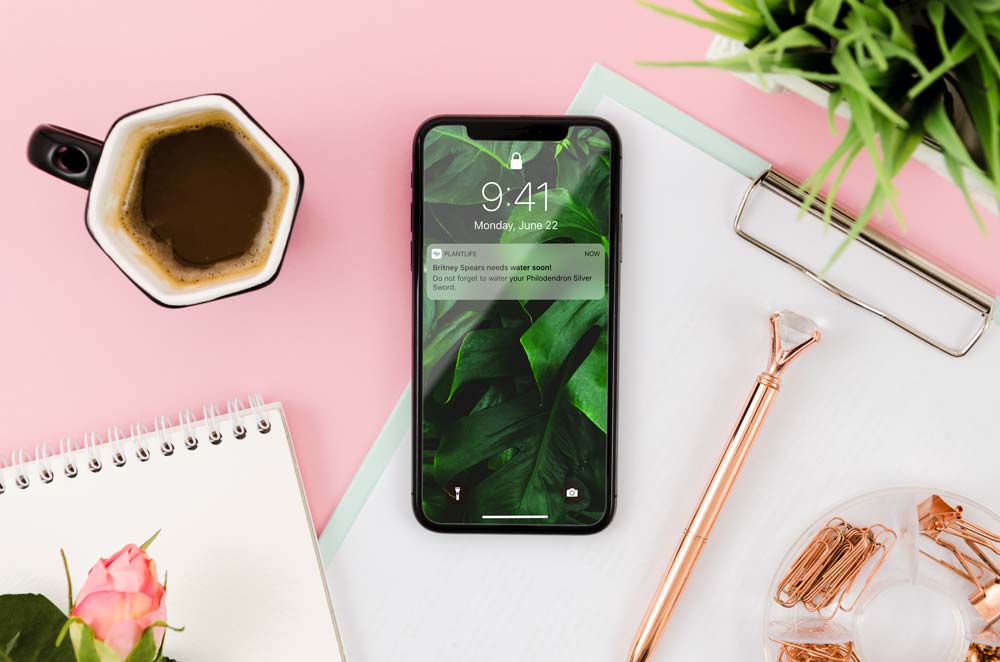 9:41
Monday, June 22
PLANTLIFE NOW
Britney Spears needs water soon!
Do not forget to water your Philodendron Silver
Sword.